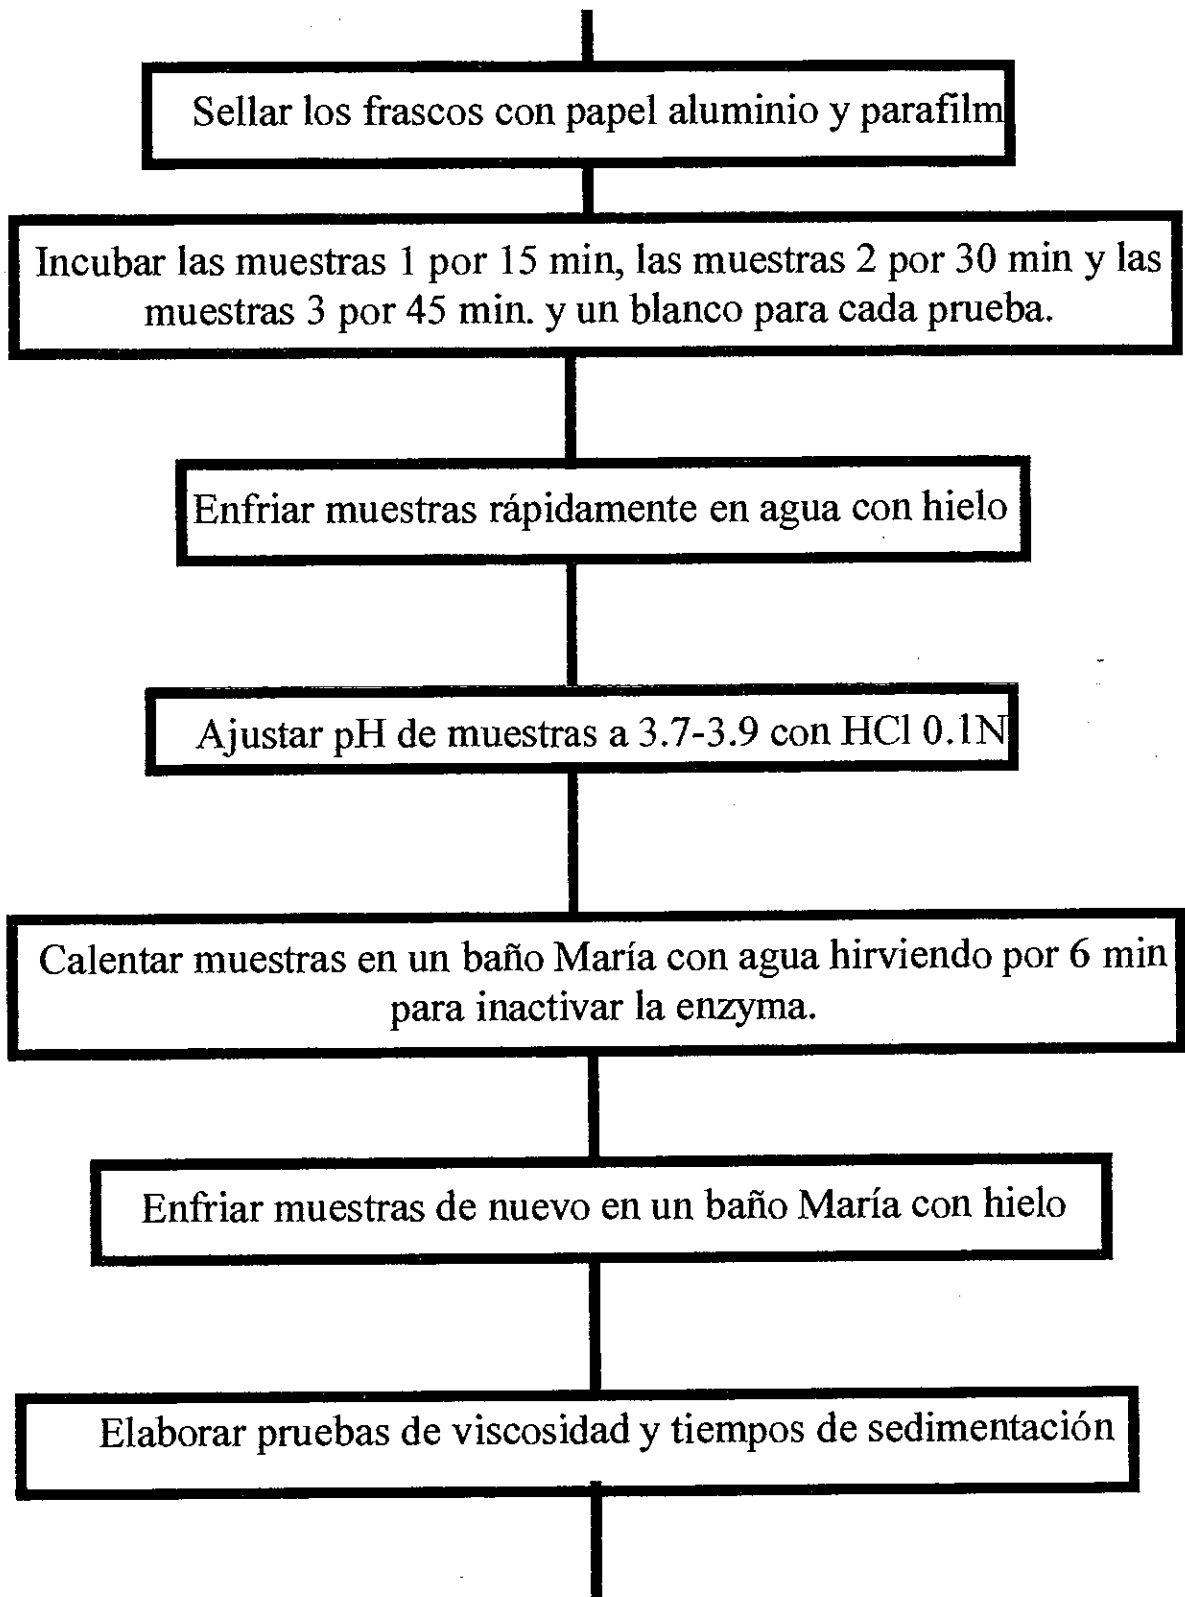 Sellar los frascos con papel aluminio y parafilm
Incubar las muestras 1 por 15 min, las muestras 2 por 30 min y las
muestras 3 por 45 min. y un blanco para cada prueba.
Enfriar muestras rápidamente en agua con hielo
Ajustar pH de muestras a 3.7-3.9 con HCl 0.1N
Calentar muestras en un baño María con agua hirviendo por 6 min
para inactivar la enzyma.
Enfriar muestras de nuevo en un baño María con hielo
Elaborar pruebas de viscosidad y tiempos de sedimentación